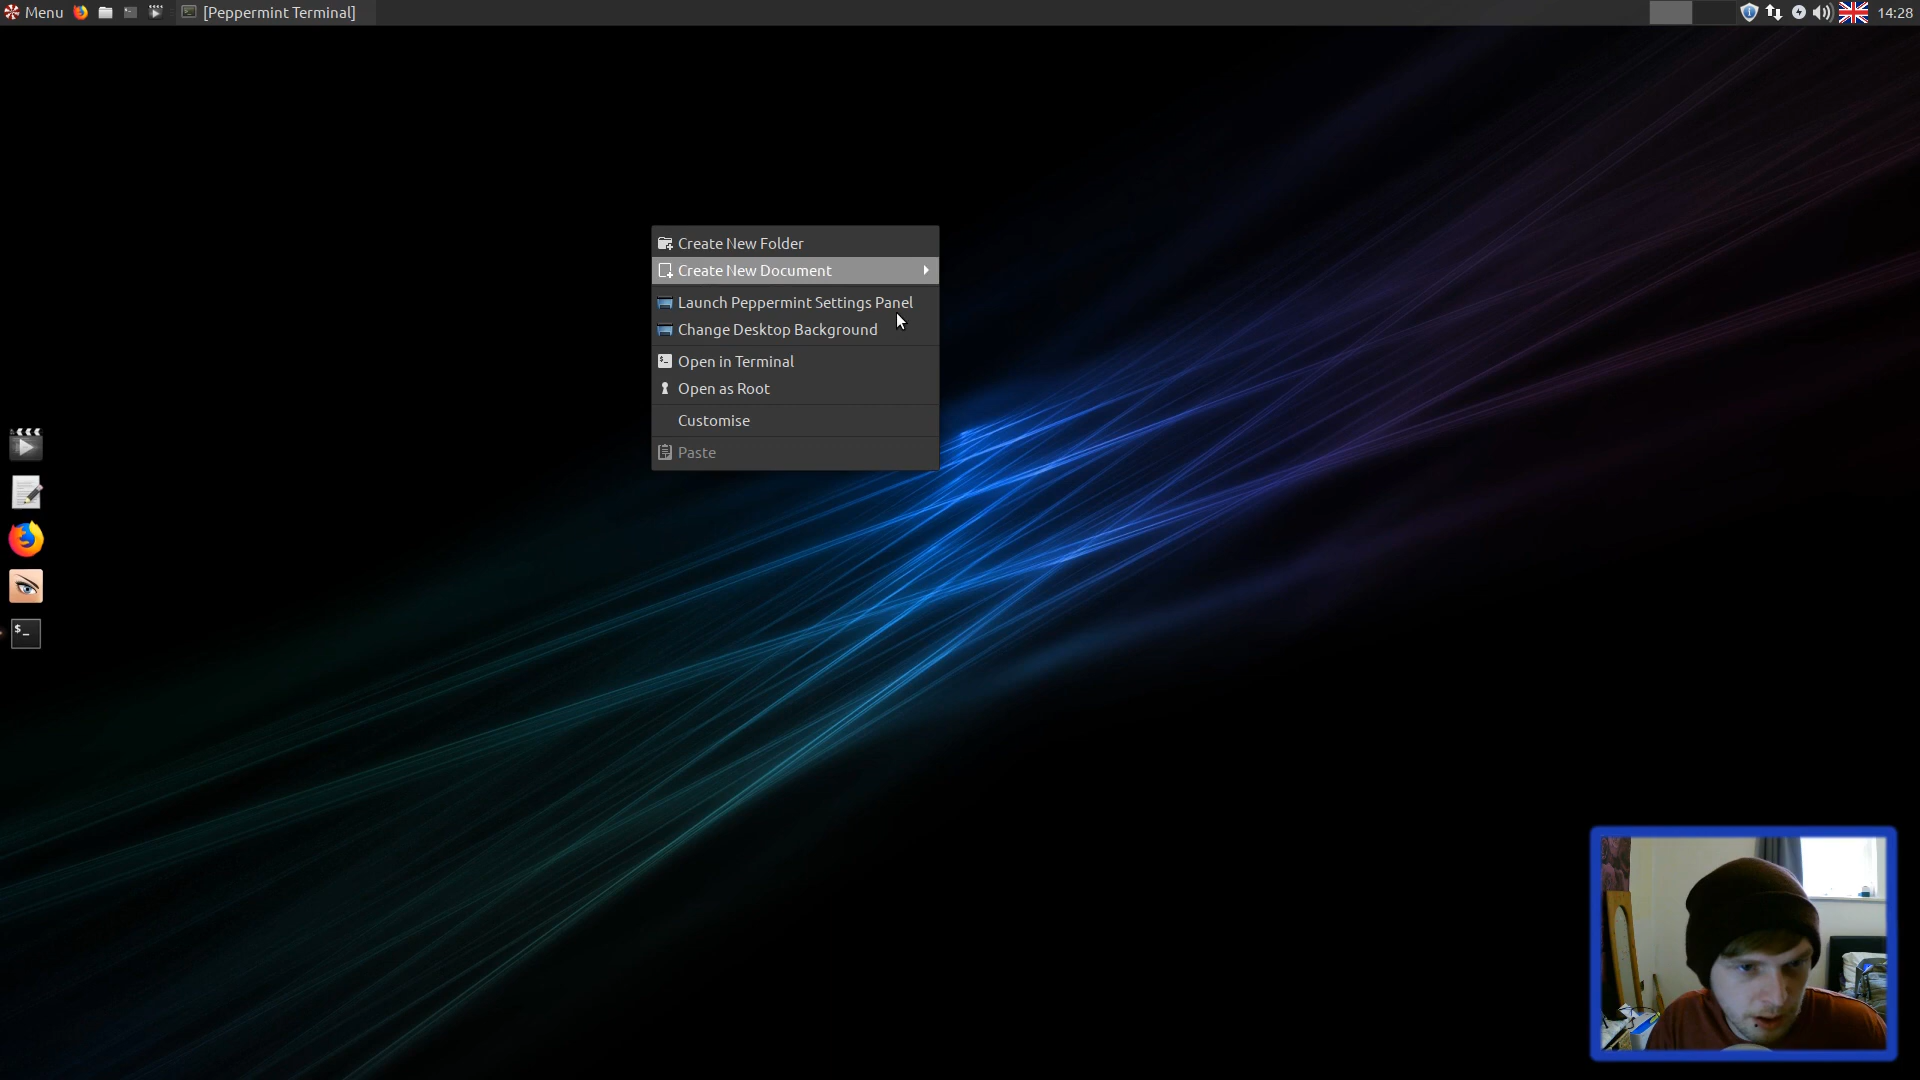 Menu [Peppermint Terminal] 14:28
Create New Folder
Create New Document
Launch Peppermint Settings Panel
Change Desktop Background
Open in Terminal
Open as Root
Customise
Paste
$_